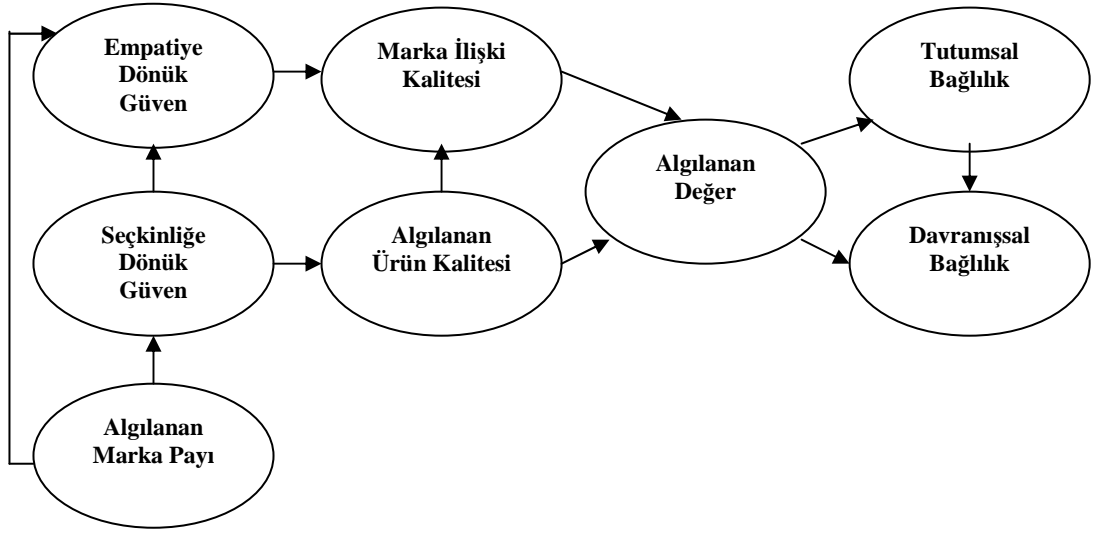 Empatiye
Dönük
Güven
Marka İlişki
Kalitesi
Tutumsal
Bağlılık
Algılanan
Değer
Seçkinliğe
Dönük
Güven
Algılanan
Ürün Kalitesi
Davranışsal
Bağlılık
Algılanan
Marka Payı